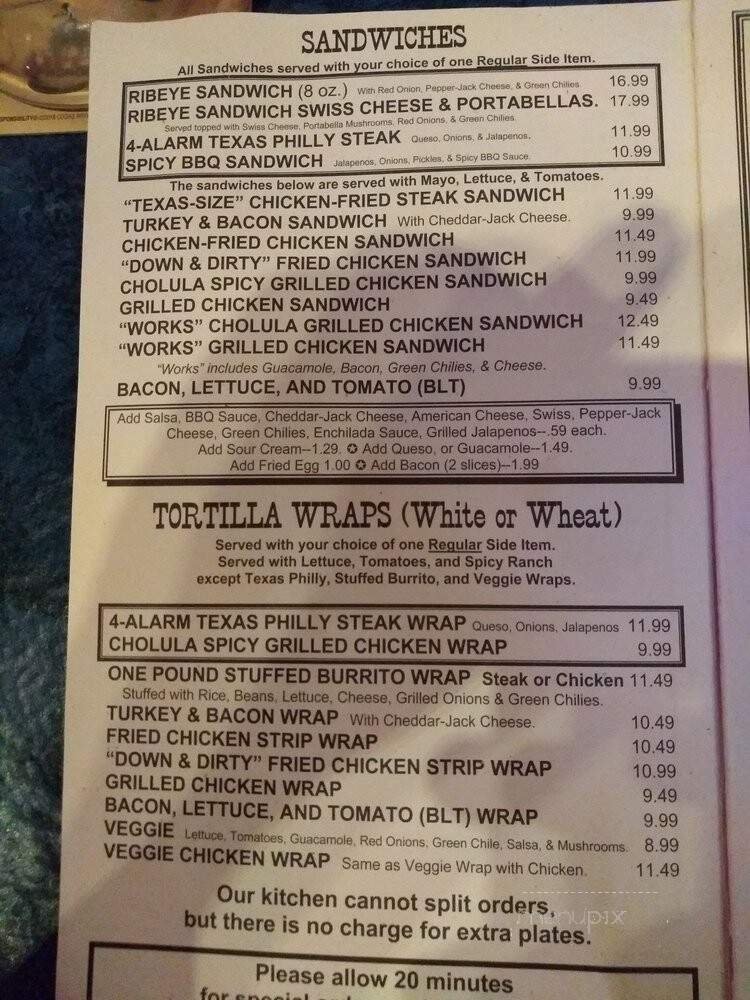 SANDWICHES
All Sandwiches served with your choice of one Regular Side Item.
RIBEYE SANDWICH (8 oz.) With Red Onion, Pepper-Jack Cheese, & Green Chilies. 16.99
RIBEYE SANDWICH SWISS CHEESE & PORTABELLAS. 17.99
Served topped with Swiss Cheese, Portabella Mushrooms, Red Onions, & Green Chilies.
4-ALARM TEXAS PHILLY STEAK Queso, Onions, & Jalapenos. 11.99
SPICY BBQ SANDWICH Jalapenos, Onions, Pickles, & Spicy BBQ Sauce. 10.99
The sandwiches below are served with Mayo, Lettuce, & Tomatoes.
“TEXAS-SIZE” CHICKEN-FRIED STEAK SANDWICH 11.99
TURKEY & BACON SANDWICH With Cheddar-Jack Cheese. 9.99
CHICKEN-FRIED CHICKEN SANDWICH 11.49
“DOWN & DIRTY” FRIED CHICKEN SANDWICH 11.99
CHOLULA SPICY GRILLED CHICKEN SANDWICH 9.99
GRILLED CHICKEN SANDWICH 9.49
“WORKS” CHOLULA GRILLED CHICKEN SANDWICH 12.49
“WORKS” GRILLED CHICKEN SANDWICH 11.49
“Works” includes Guacamole, Bacon, Green Chilies, & Cheese.
BACON, LETTUCE, AND TOMATO (BLT) 9.99
Add Salsa, BBQ Sauce, Cheddar-Jack Cheese, American Cheese, Swiss, Pepper-Jack
Cheese, Green Chilies, Enchilada Sauce, Grilled Jalapenos--.59 each.
Add Sour Cream--1.29. ✪ Add Queso, or Guacamole--1.49.
Add Fried Egg 1.00 ✪ Add Bacon (2 slices)--1.99
TORTILLA WRAPS (White or Wheat)
Served with your choice of one Regular Side Item.
Served with Lettuce, Tomatoes, and Spicy Ranch
except Texas Philly, Stuffed Burrito, and Veggie Wraps.
4-ALARM TEXAS PHILLY STEAK WRAP Queso, Onions, Jalapenos 11.99
CHOLULA SPICY GRILLED CHICKEN WRAP 9.99
ONE POUND STUFFED BURRITO WRAP Steak or Chicken 11.49
Stuffed with Rice, Beans, Lettuce, Cheese, Grilled Onions & Green Chilies.
TURKEY & BACON WRAP With Cheddar-Jack Cheese. 10.49
FRIED CHICKEN STRIP WRAP 10.49
“DOWN & DIRTY” FRIED CHICKEN STRIP WRAP 10.99
GRILLED CHICKEN WRAP 9.49
BACON, LETTUCE, AND TOMATO (BLT) WRAP 9.99
VEGGIE Lettuce, Tomatoes, Guacamole, Red Onions, Green Chile, Salsa, & Mushrooms. 8.99
VEGGIE CHICKEN WRAP Same as Veggie Wrap with Chicken. 11.49
Our kitchen cannot split orders,
but there is no charge for extra plates.
menupix
Please allow 20 minutes
for special